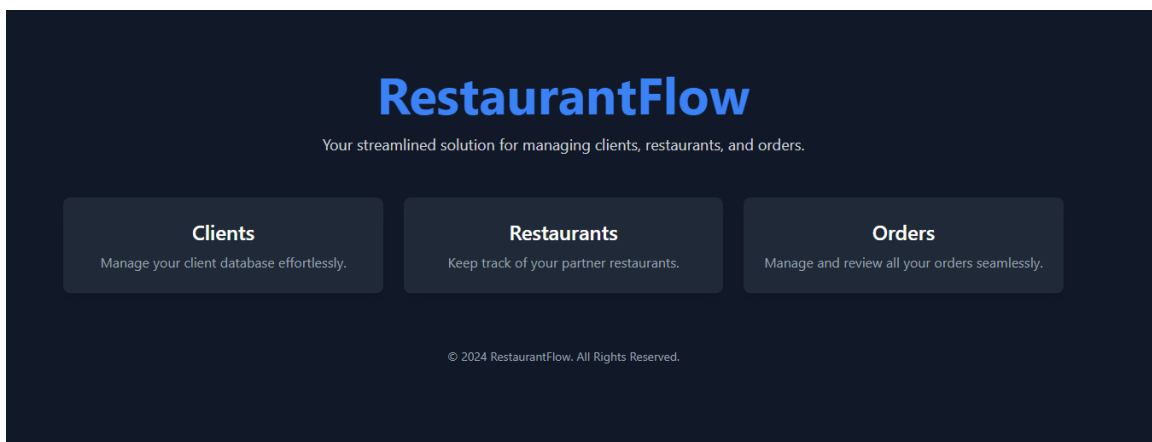 RestaurantFlow
Your streamlined solution for managing clients, restaurants, and orders.
Clients
Manage your client database effortlessly.
Restaurants
Keep track of your partner restaurants.
Orders
Manage and review all your orders seamlessly.
© 2024 RestaurantFlow. All Rights Reserved.